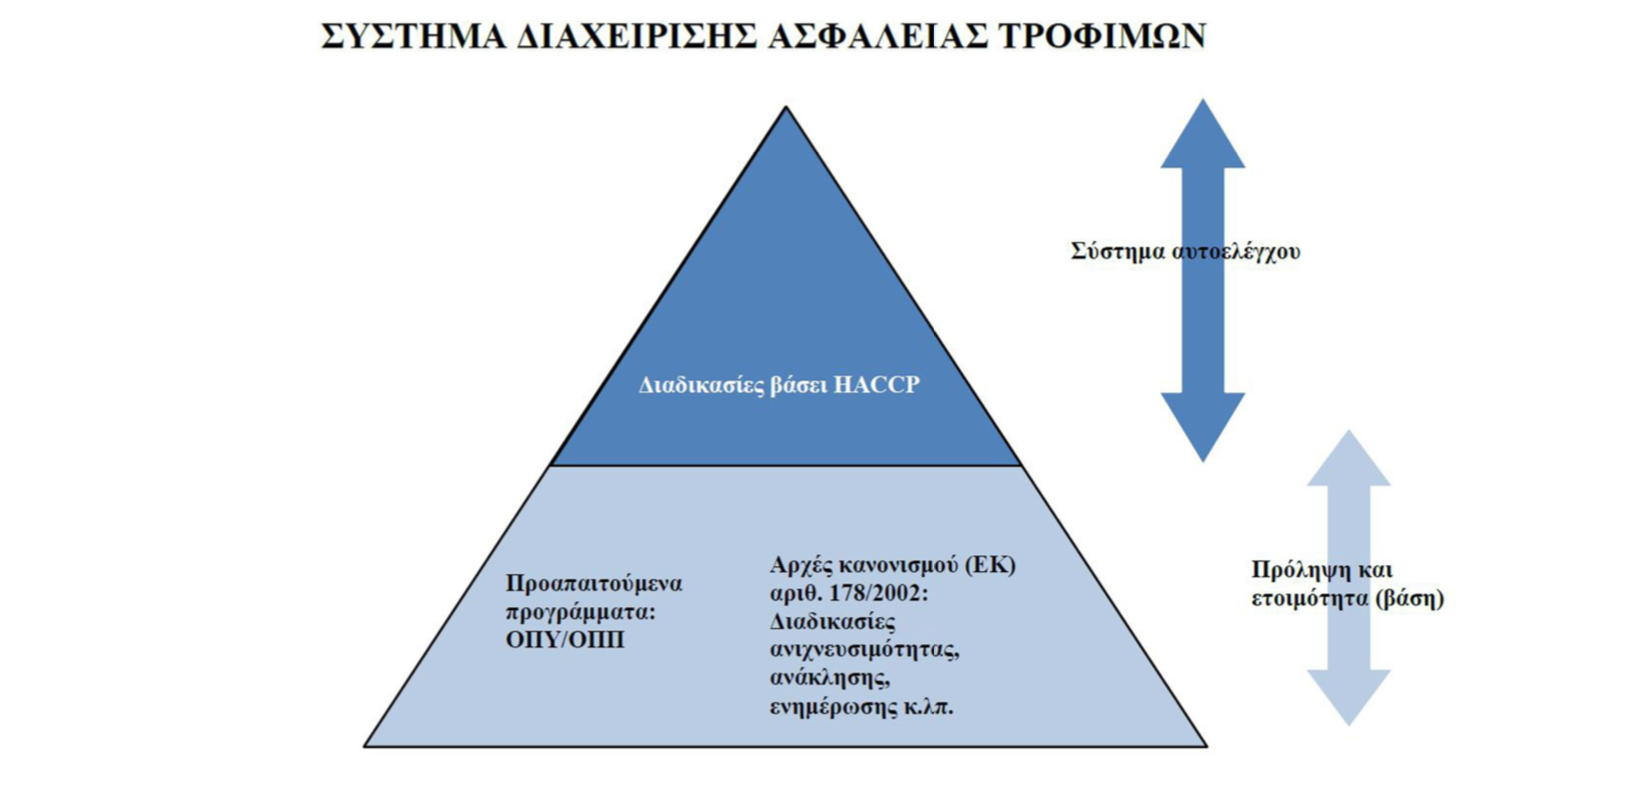 ΣΥΣΤΗΜΑ ΔΙΑΧΕΙΡΙΣΗΣ ΑΣΦΑΛΕΙΑΣ ΤΡΟΦΙΜΩΝ
Σύστημα αυτοελέγχου
Διαδικασίες βάσει HACCP
Προαπαιτούμενα
προγράμματα:
ΟΠΥ/ΟΠΠ
Αρχές κανονισμού (ΕΚ)
αριθ. 178/2002:
Διαδικασίες
ανιχνευσιμότητας,
ανάκλησης,
ενημέρωσης κ.λπ.
Πρόληψη και
ετοιμότητα (βάση)